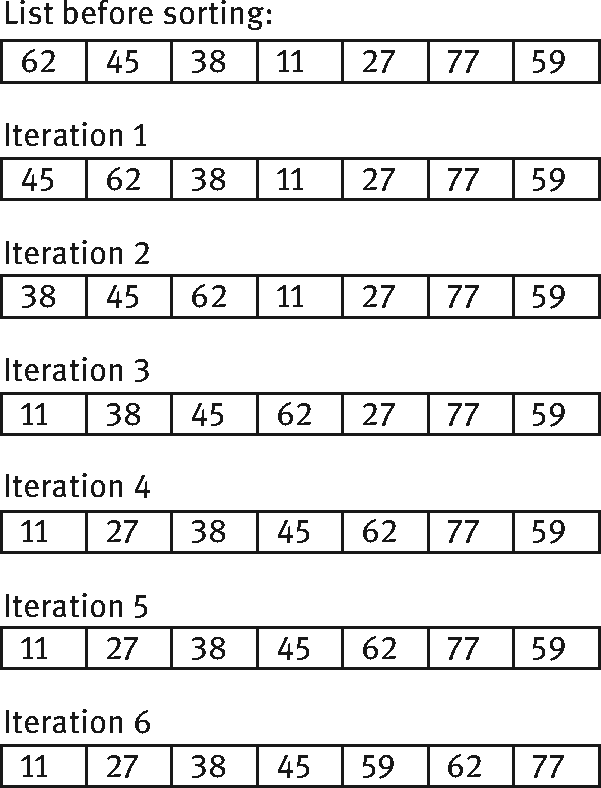 List before sorting:
62 45 38 11 27 77 59
Iteration 1
45 62 38 11 27 77 59
Iteration 2
38 45 62 11 27 77 59
Iteration 3
11 38 45 62 27 77 59
Iteration 4
11 27 38 45 62 77 59
Iteration 5
11 27 38 45 62 77 59
Iteration 6
11 27 38 45 59 62 77